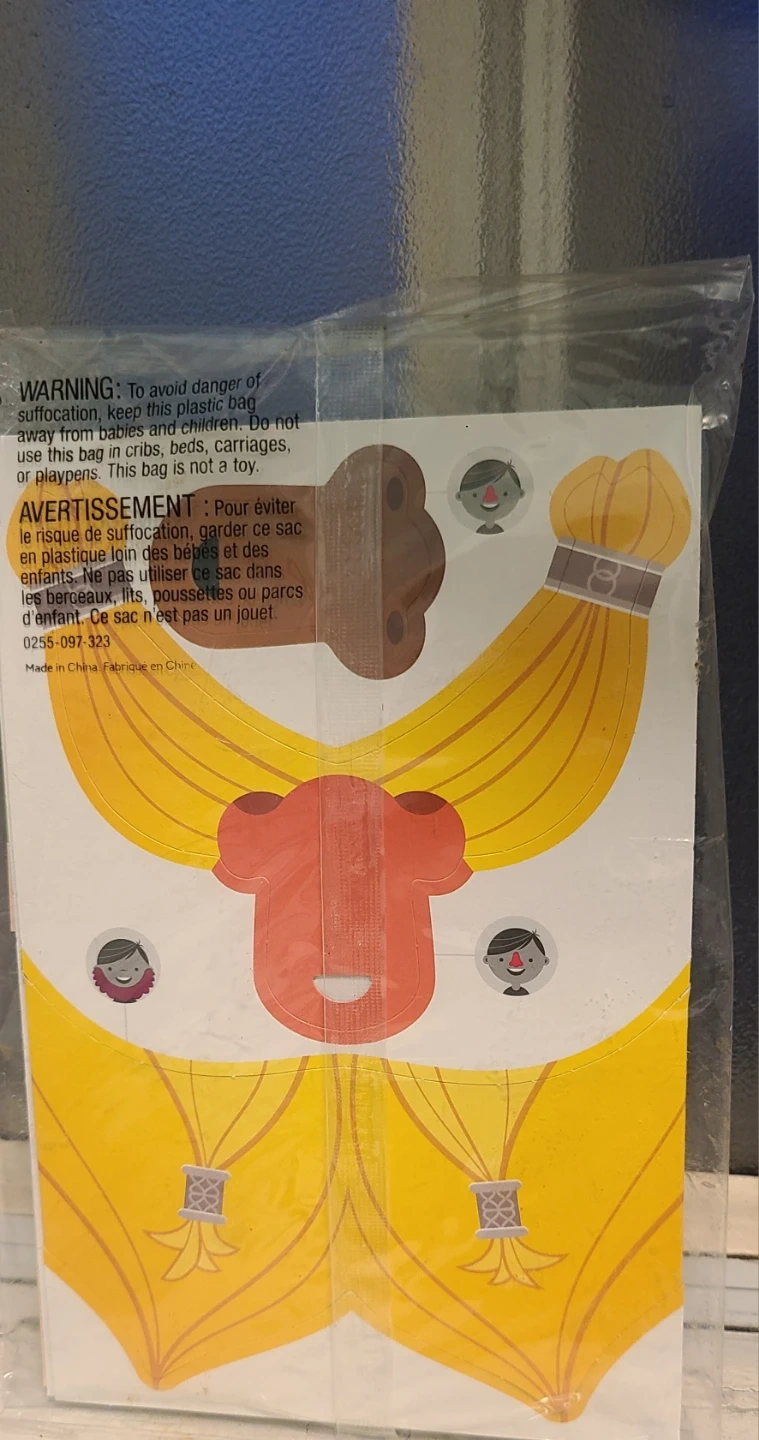 WARNING: To avoid danger of
suffocation, keep this plastic bag
away from babies and children. Do not
use this bag in cribs, beds, carriages,
or playpens. This bag is not a toy.
AVERTISSEMENT : Pour éviter
le risque de suffocation, garder ce sac
en plastique loin des bébés et des
enfants. Ne pas utiliser ce sac dans
les berceaux, lits, poussettes ou parcs
d'enfant. Ce sac n'est pas un jouet.
0255-097-323
Made in China Fabriqué en Chine